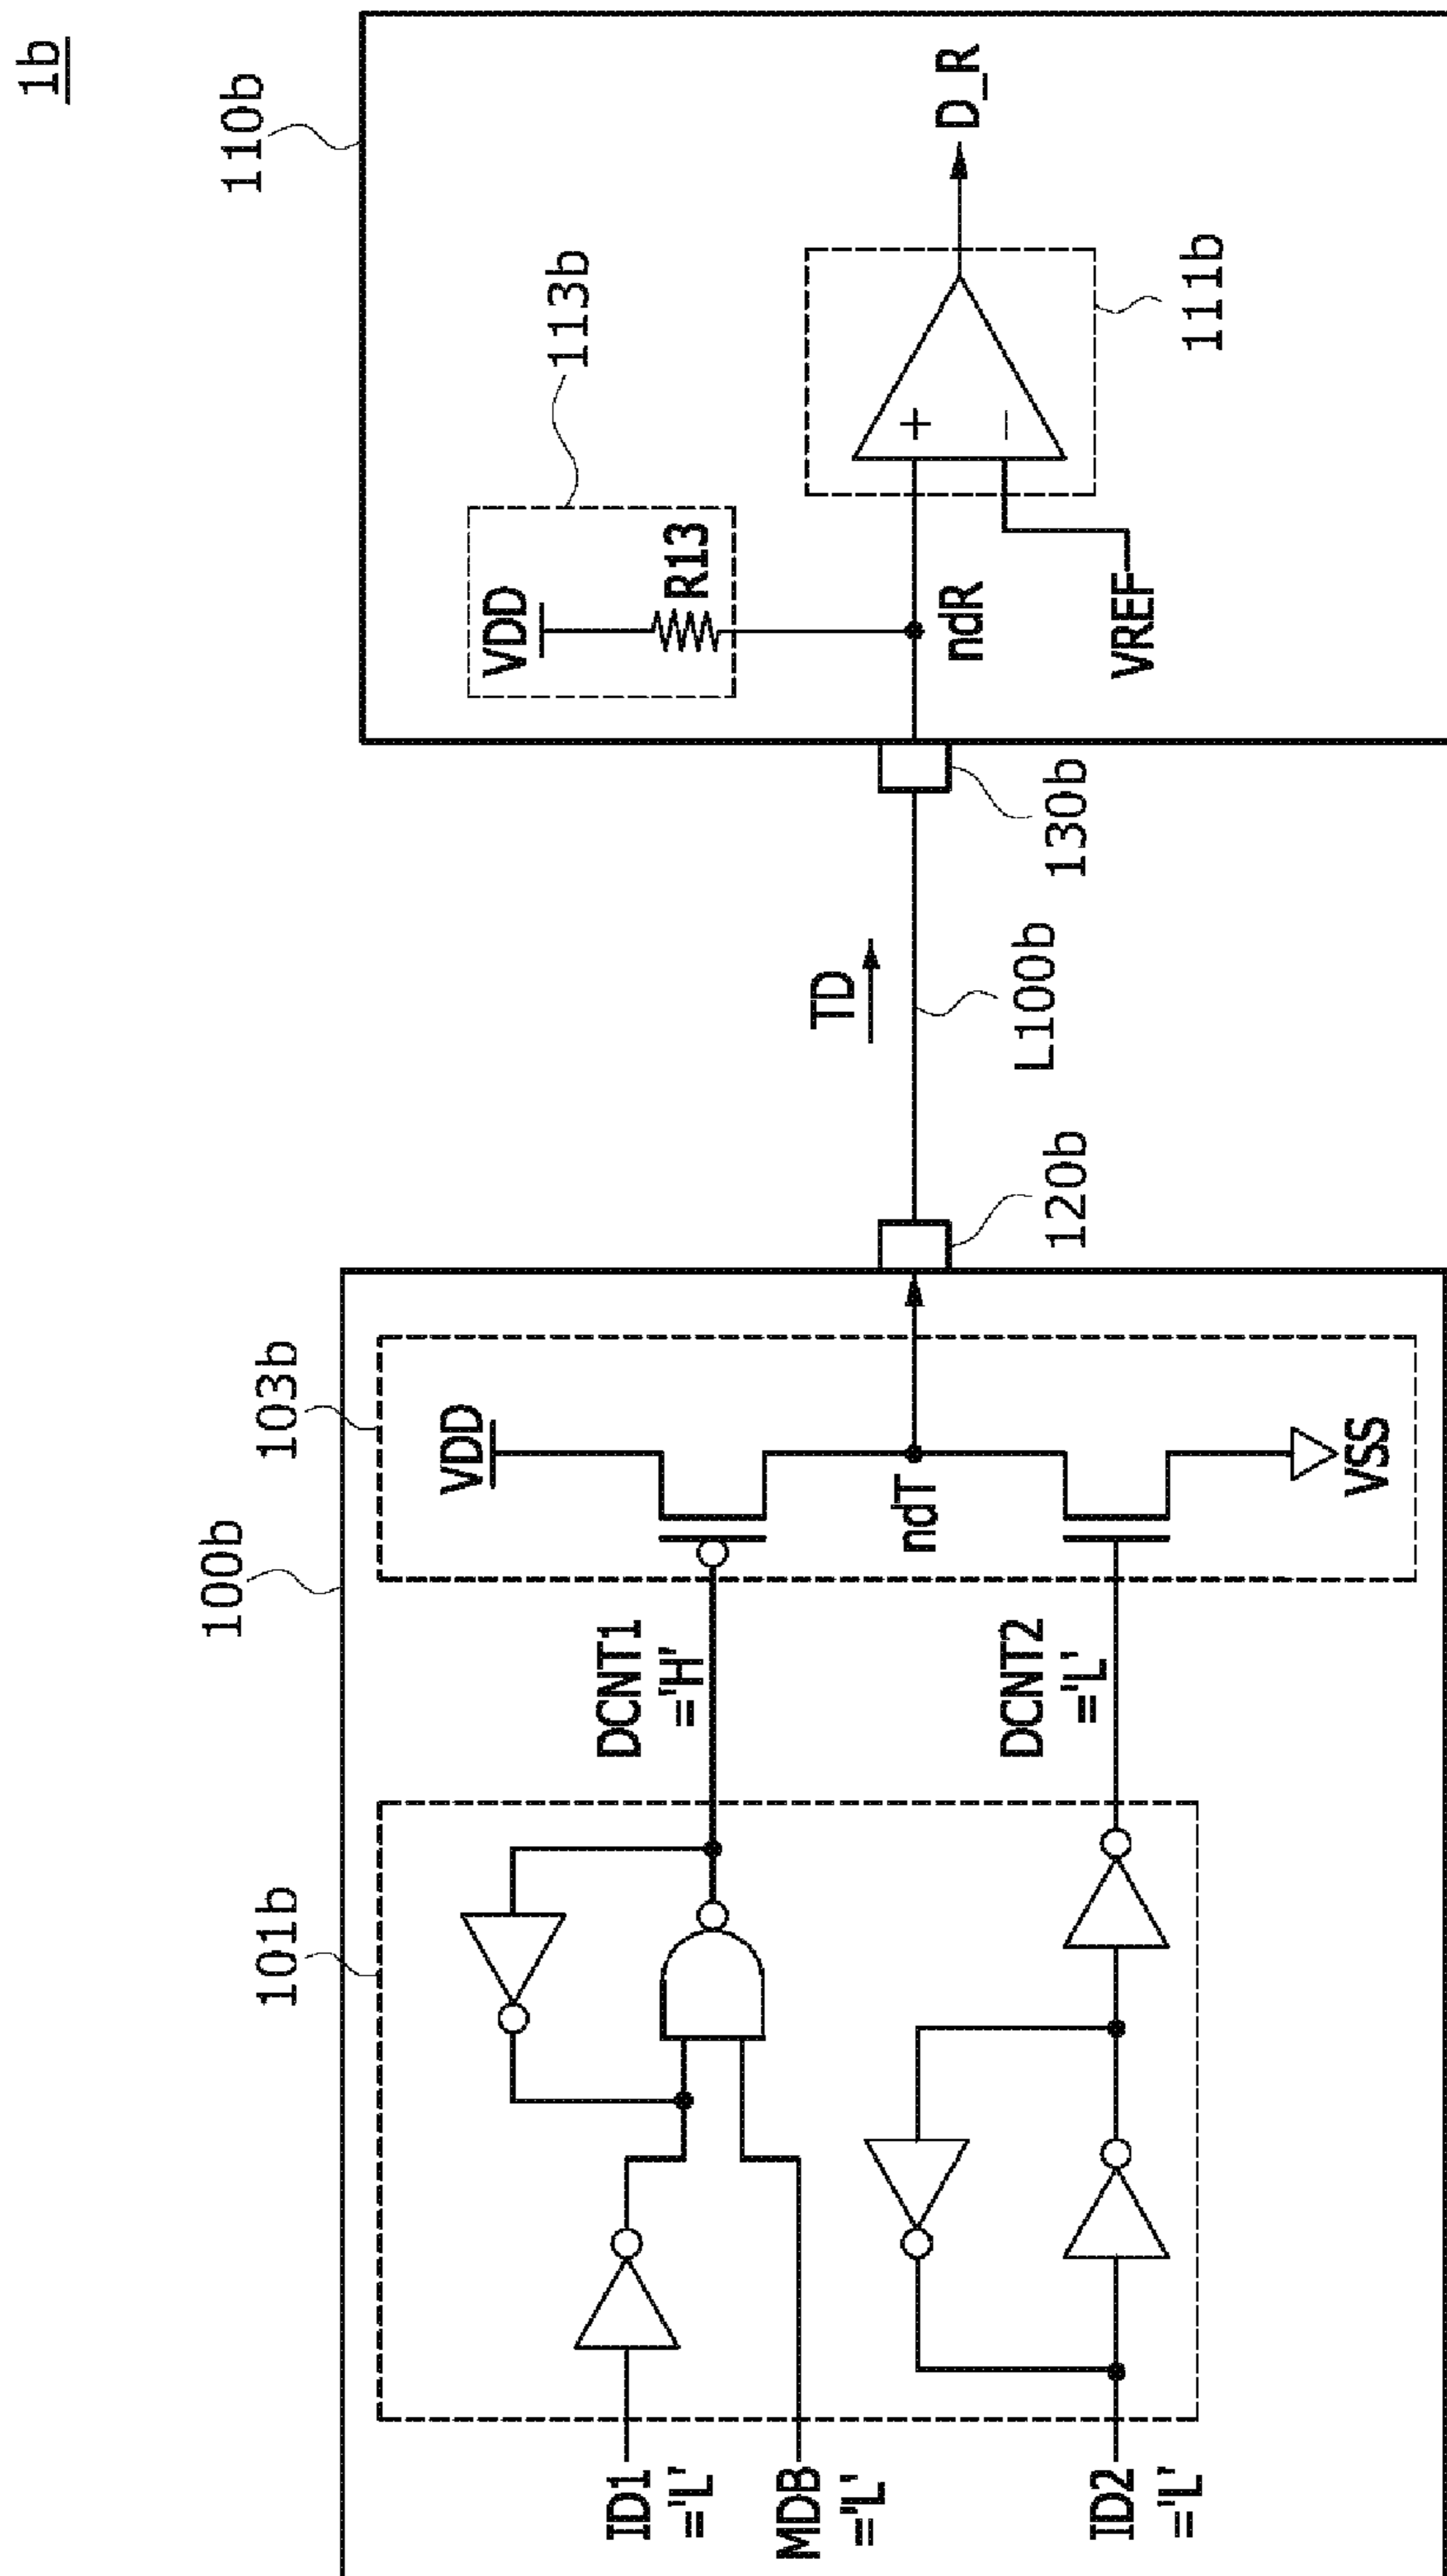 1b
100b
101b
103b
ID1
='L'
MDB
='L'
ID2
='L'
DCNT1
='H'
DCNT2
='L'
VDD
ndT
VSS
120b
TD
L100b
130b
110b
113b
VDD
R13
ndR
VREF
+
−
111b
D_R